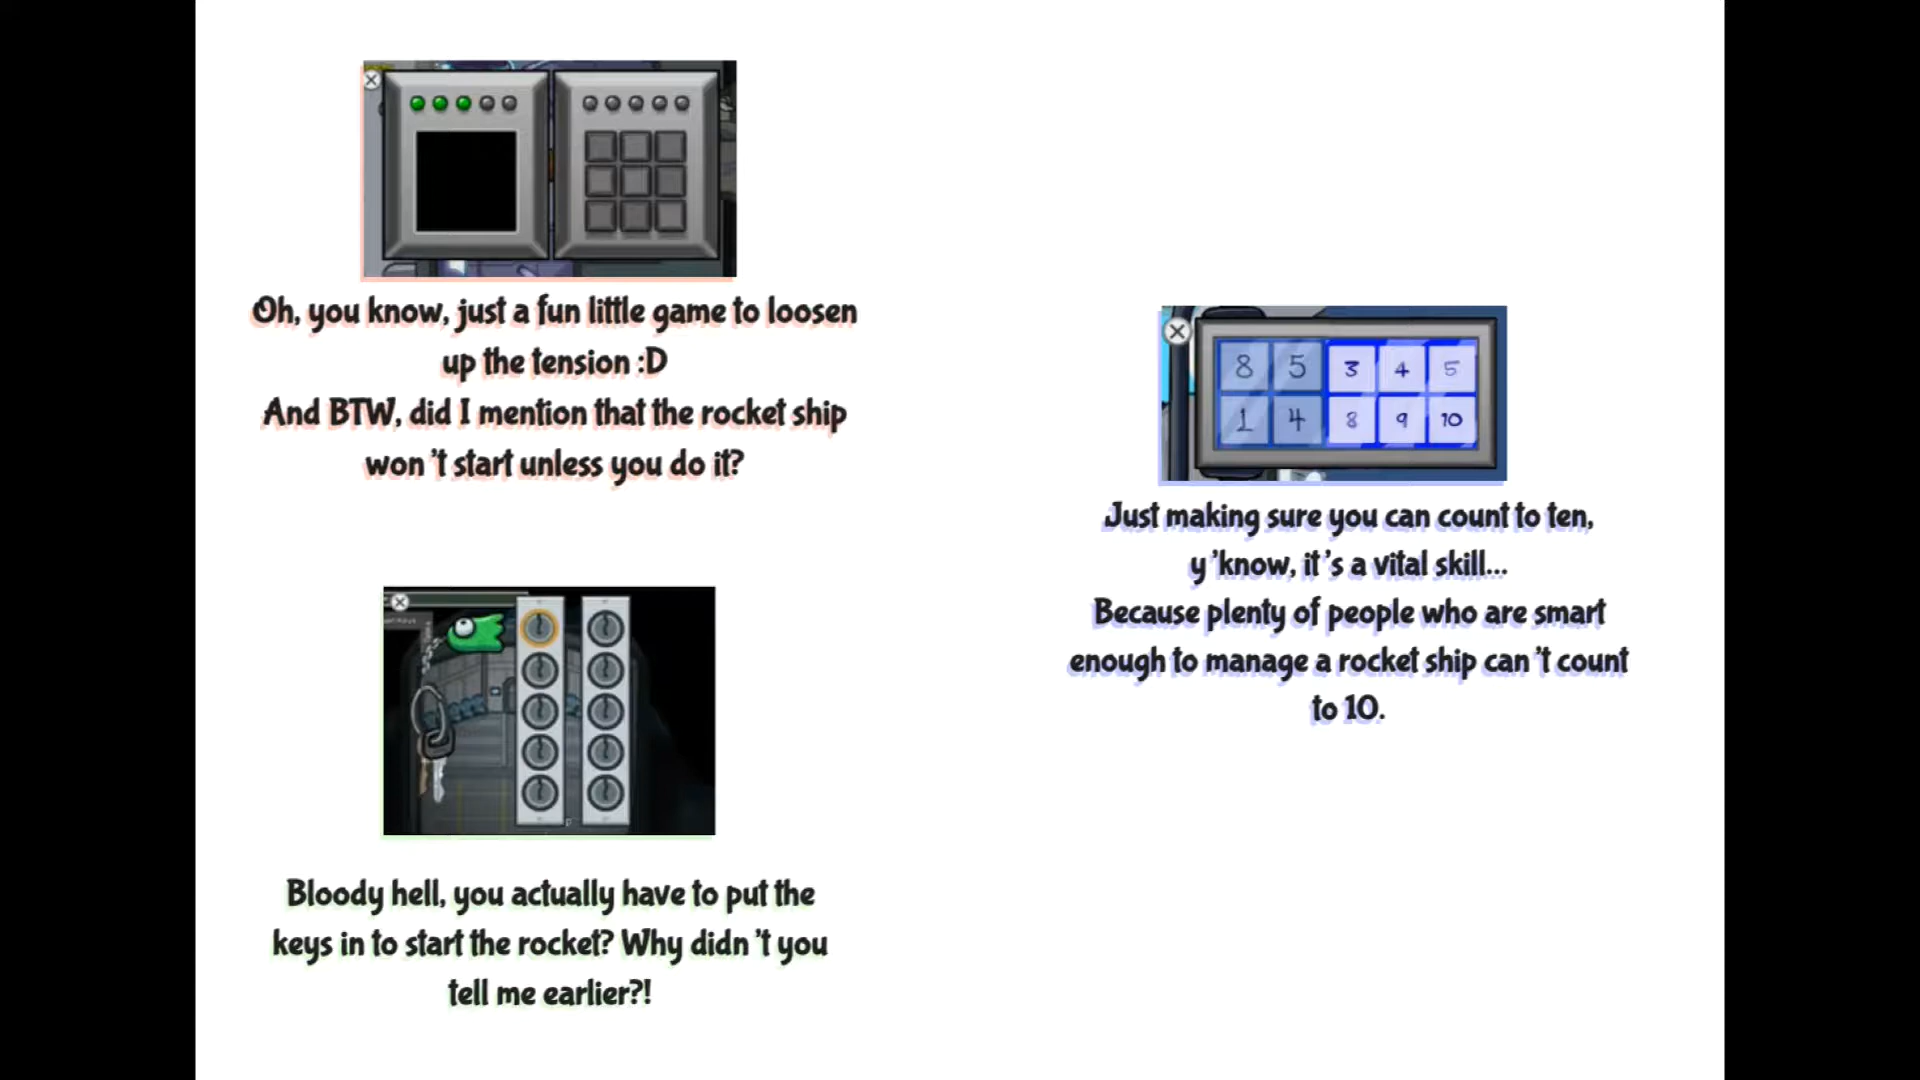 Oh, you know, just a fun little game to loosen
up the tension :D
And BTW, did I mention that the rocket ship
won't start unless you do it?
8 5 3 4 5
1 4 8 9 10
Just making sure you can count to ten,
y'know, it's a vital skill...
Because plenty of people who are smart
enough to manage a rocket ship can't count
to 10.
Bloody hell, you actually have to put the
keys in to start the rocket? Why didn't you
tell me earlier?!